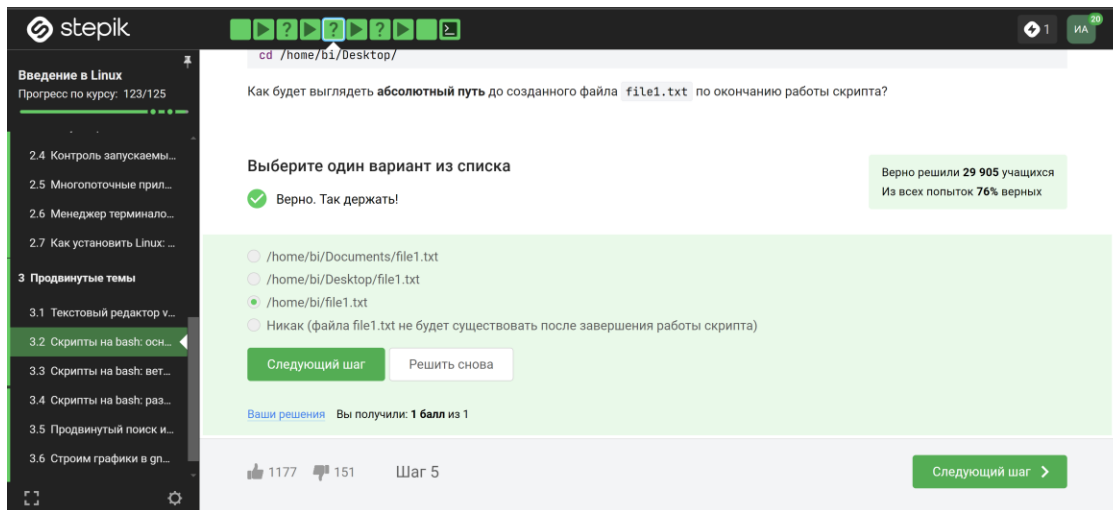 stepik
1
20
ИА
Введение в Linux
Прогресс по курсу: 123/125
2.4 Контроль запускаемы...
2.5 Многопоточные прил...
2.6 Менеджер терминало...
2.7 Как установить Linux: ...
3 Продвинутые темы
3.1 Текстовый редактор v...
3.2 Скрипты на bash: осн...
3.3 Скрипты на bash: вет...
3.4 Скрипты на bash: раз...
3.5 Продвинутый поиск и...
3.6 Строим графики в gn...
cd /home/bi/Desktop/
Как будет выглядеть абсолютный путь до созданного файла file1.txt по окончанию работы скрипта?
Выберите один вариант из списка
Верно. Так держать!
Верно решили 29 905 учащихся
Из всех попыток 76% верных
/home/bi/Documents/file1.txt
/home/bi/Desktop/file1.txt
/home/bi/file1.txt
Никак (файла file1.txt не будет существовать после завершения работы скрипта)
Следующий шаг
Решить снова
Ваши решения Вы получили: 1 балл из 1
1177 151 Шаг 5
Следующий шаг